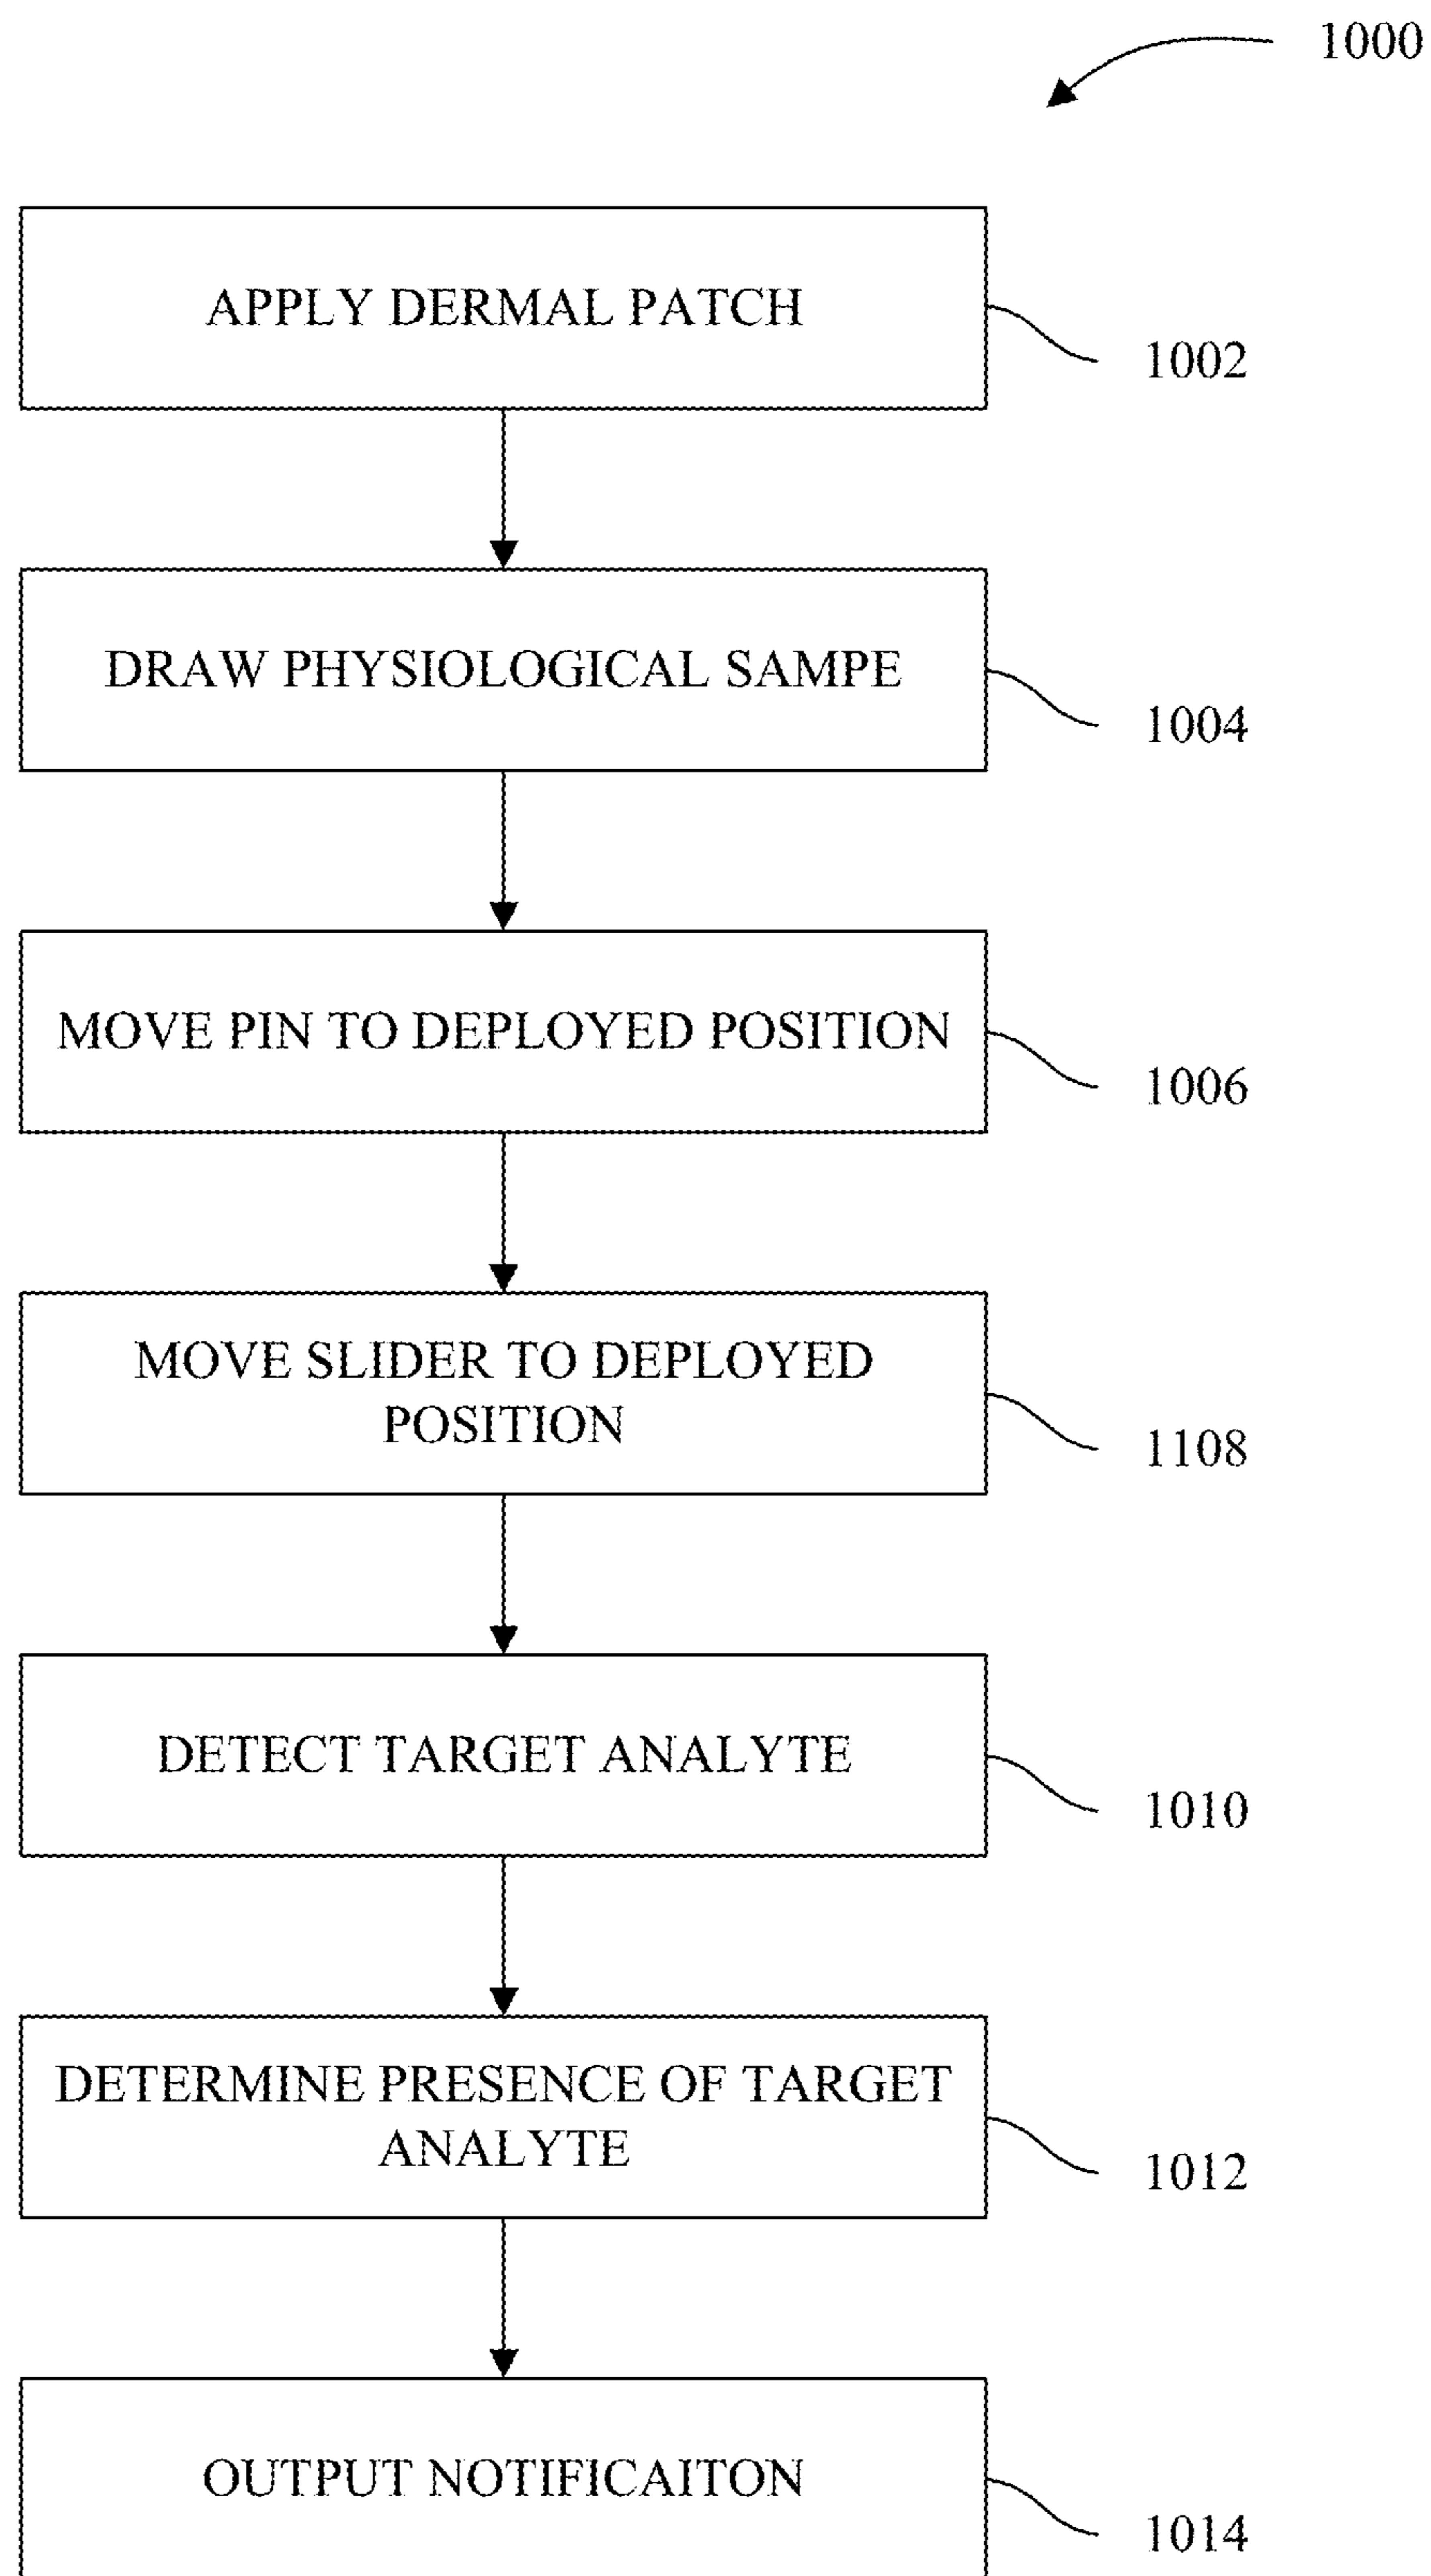 1000
APPLY DERMAL PATCH
1002
DRAW PHYSIOLOGICAL SAMPE
1004
MOVE PIN TO DEPLOYED POSITION
1006
MOVE SLIDER TO DEPLOYED
POSITION
1108
DETECT TARGET ANALYTE
1010
DETERMINE PRESENCE OF TARGET
ANALYTE
1012
OUTPUT NOTIFICAITON
1014